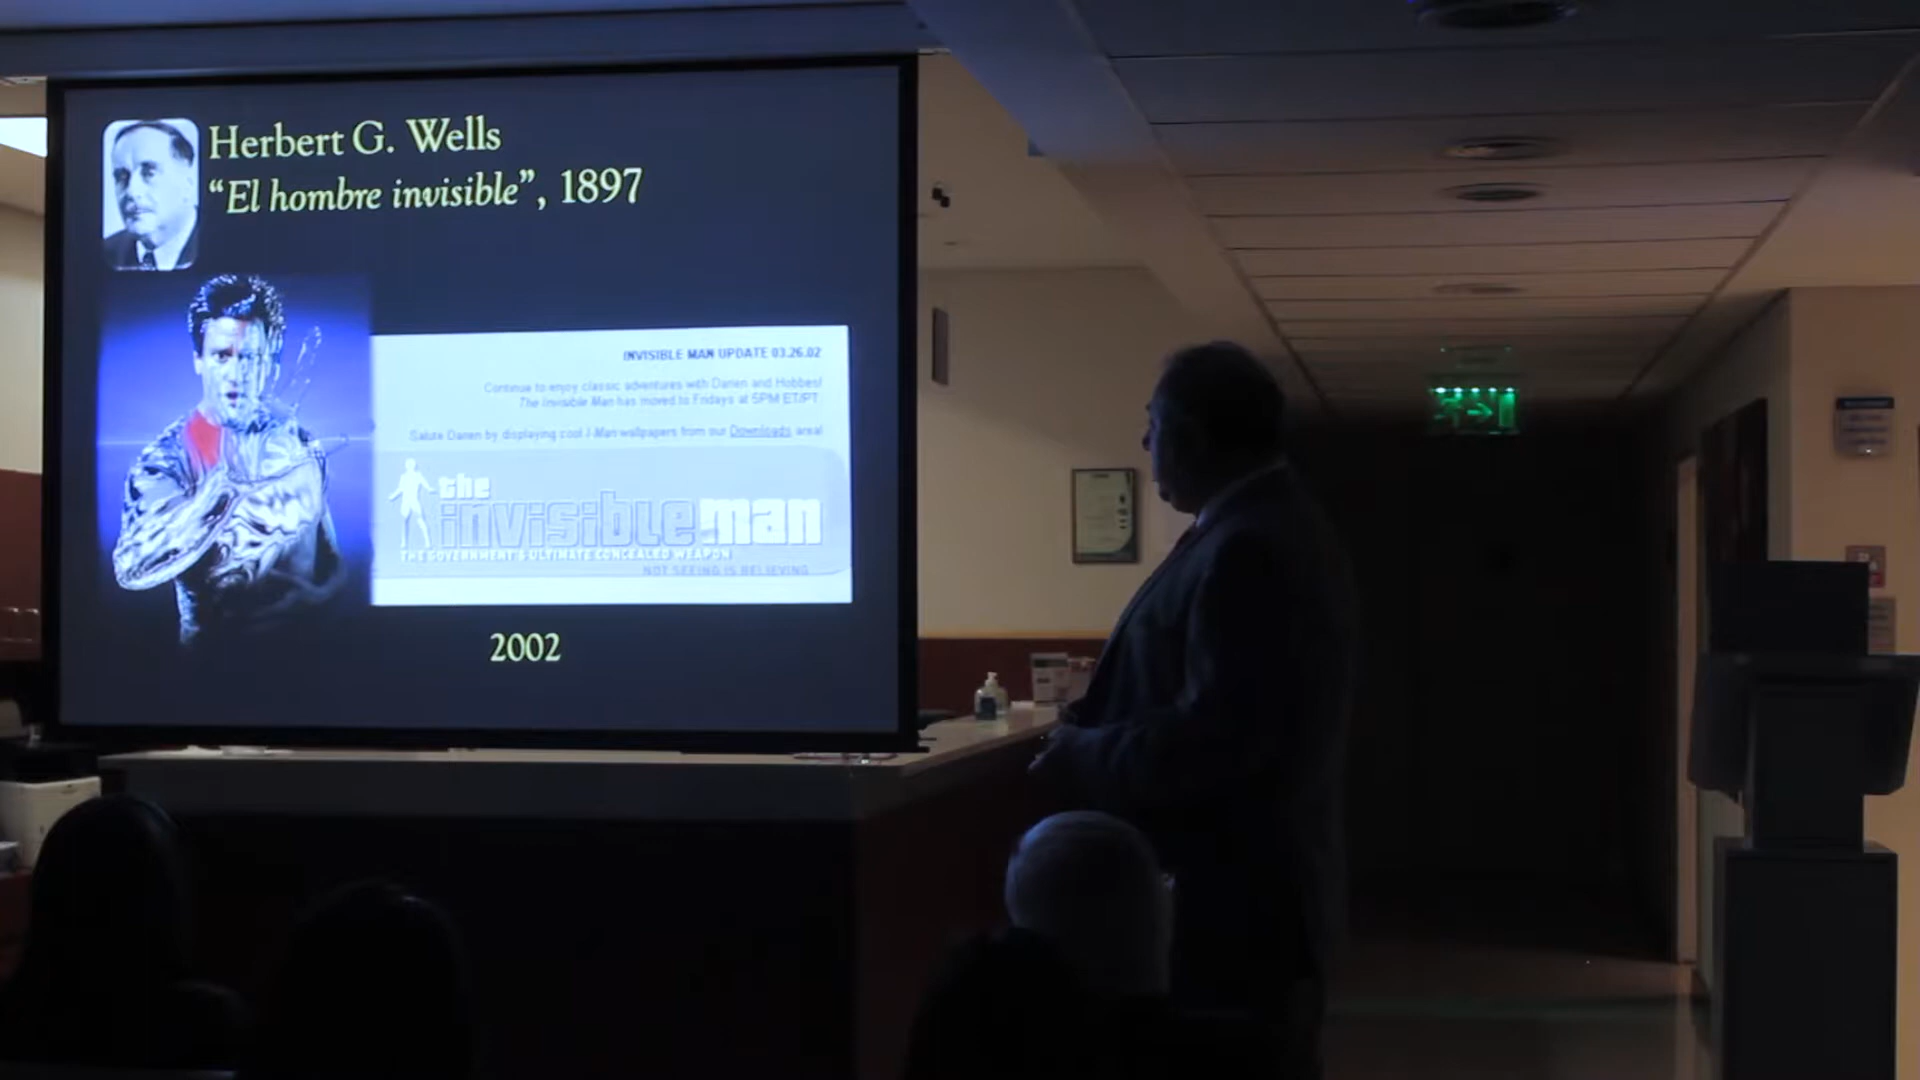 Herbert G. Wells
“El hombre invisible”, 1897
INVISIBLE MAN UPDATE 03.26.02
Continue to enjoy classic adventures with Darien and Hobbes!
The Invisible Man has moved to Fridays at 5PM ET/PT.
Salute Darien by displaying cool I-Man wallpapers from our Downloads area!
the
invisible man
THE GOVERNMENT'S ULTIMATE CONCEALED WEAPON
NOT SEEING IS BELIEVING
2002